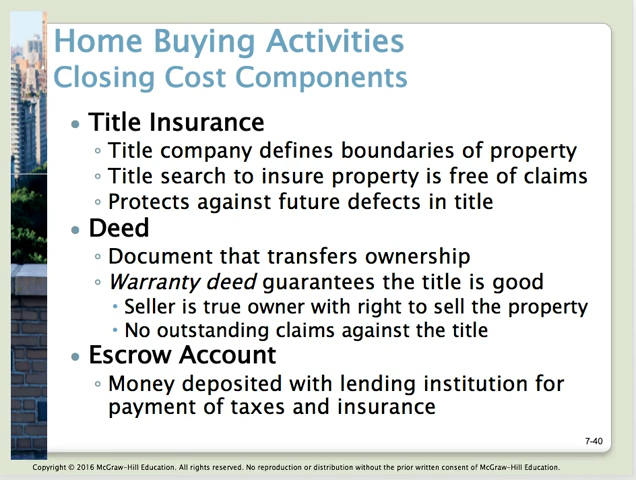 Home Buying Activities
Closing Cost Components
• Title Insurance
◦ Title company defines boundaries of property
◦ Title search to insure property is free of claims
◦ Protects against future defects in title
• Deed
◦ Document that transfers ownership
◦ Warranty deed guarantees the title is good
• Seller is true owner with right to sell the property
• No outstanding claims against the title
• Escrow Account
◦ Money deposited with lending institution for
payment of taxes and insurance
7-40
Copyright © 2016 McGraw-Hill Education. All rights reserved. No reproduction or distribution without the prior written consent of McGraw-Hill Education.